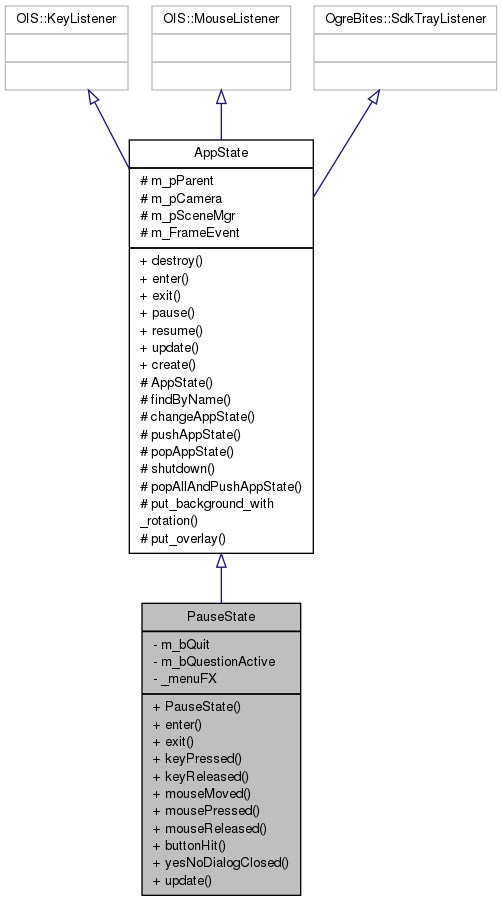 OIS::KeyListener
OIS::MouseListener
OgreBites::SdkTrayListener
AppState
# m_pParent
# m_pCamera
# m_pSceneMgr
# m_FrameEvent
+ destroy()
+ enter()
+ exit()
+ pause()
+ resume()
+ update()
+ create()
# AppState()
# findByName()
# changeAppState()
# pushAppState()
# popAppState()
# shutdown()
# popAllAndPushAppState()
# put_background_with
_rotation()
# put_overlay()
PauseState
- m_bQuit
- m_bQuestionActive
- _menuFX
+ PauseState()
+ enter()
+ exit()
+ keyPressed()
+ keyReleased()
+ mouseMoved()
+ mousePressed()
+ mouseReleased()
+ buttonHit()
+ yesNoDialogClosed()
+ update()